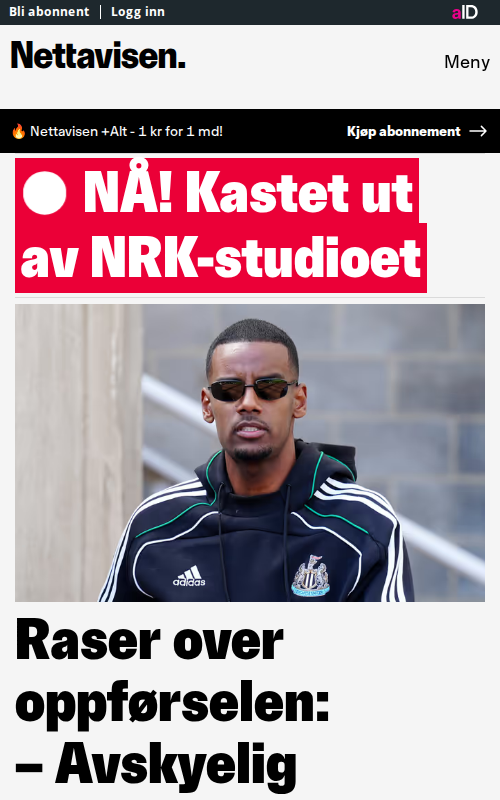 Bli abonnent | Logg inn
aID
Nettavisen.
Meny
🔥 Nettavisen +Alt - 1 kr for 1 md!
Kjøp abonnement →
NÅ! Kastet ut
av NRK-studioet
adidas
Raser over
oppførselen:
– Avskyelig